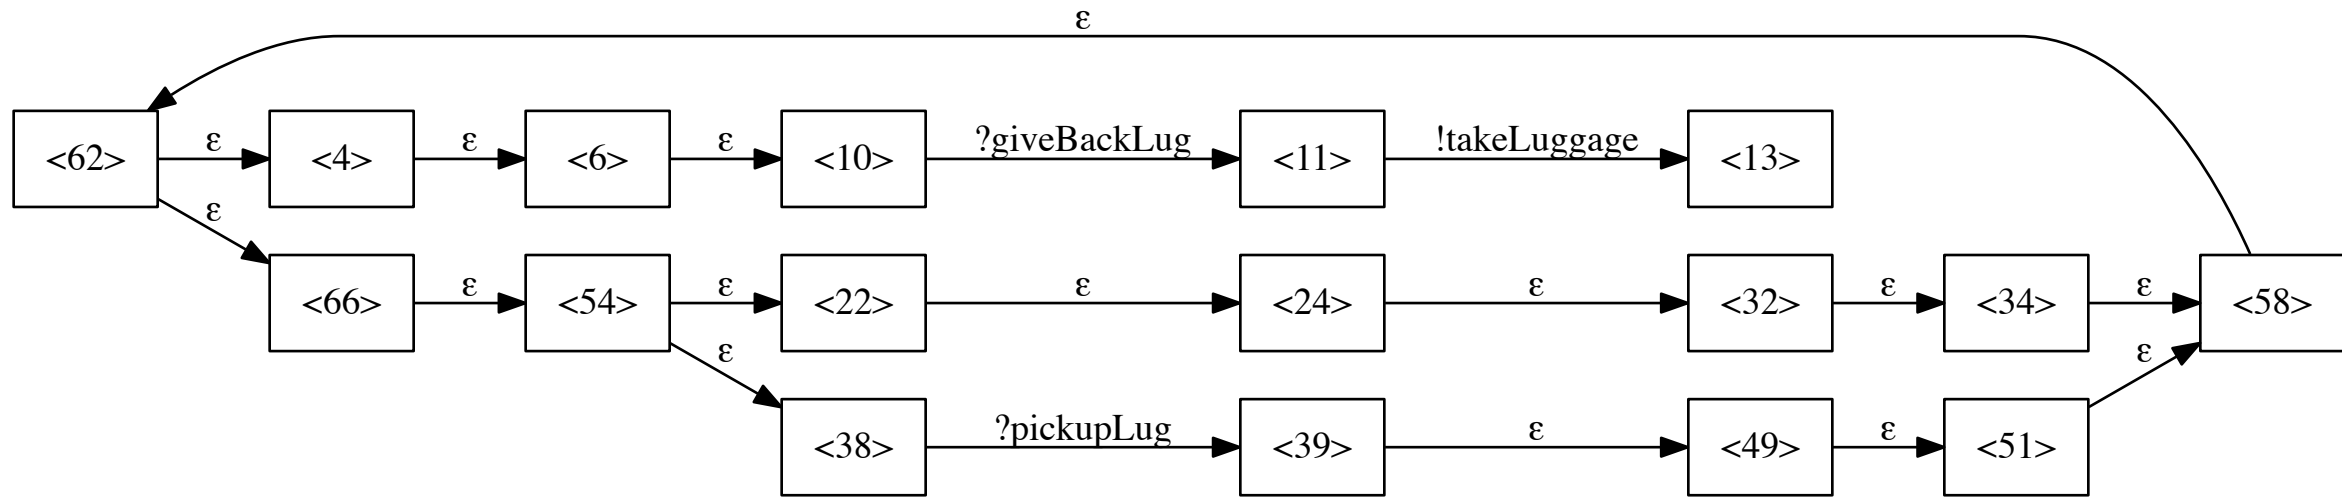 ε
<62> ε <4> ε <6> ε <10> ?giveBackLug <11> !takeLuggage <13>
ε
<66> ε <54> ε <22> ε <24> ε <32> ε <34> ε <58>
ε ε
<38> ?pickupLug <39> ε <49> ε <51>